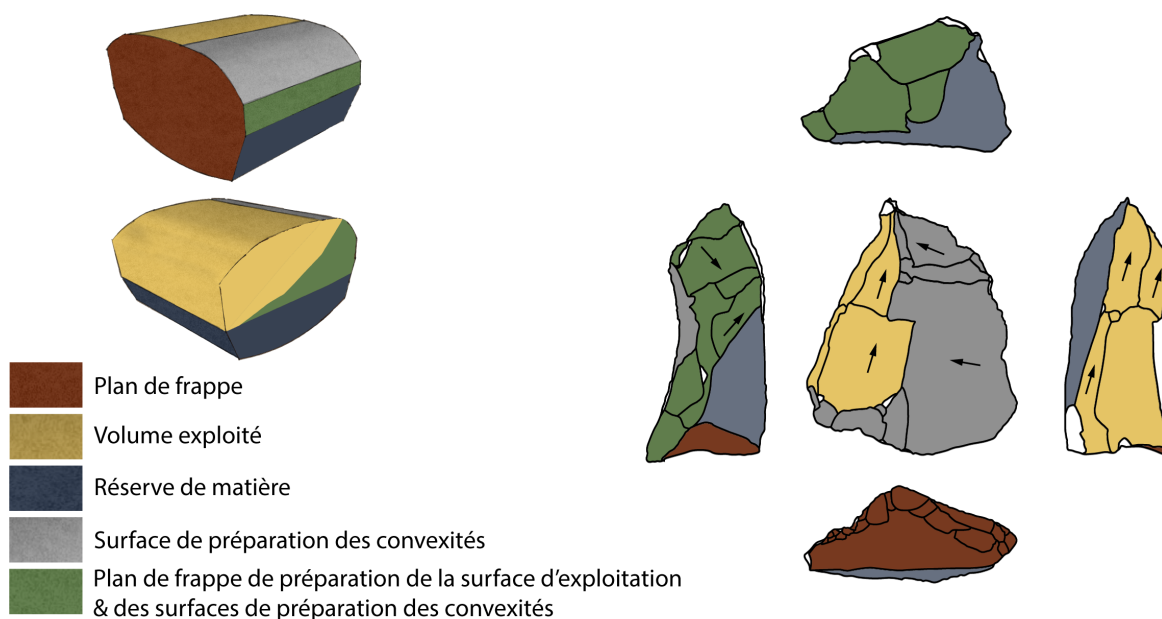 Plan de frappe
Volume exploité
Réserve de matière
Surface de préparation des convexités
Plan de frappe de préparation de la surface d’exploitation
& des surfaces de préparation des convexités